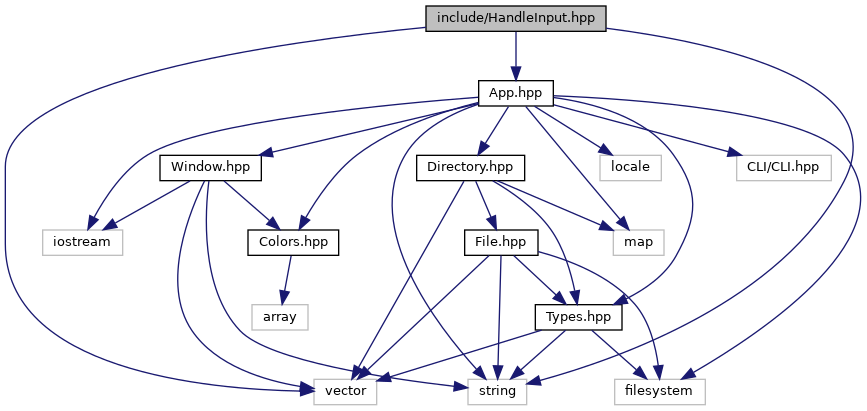 include/HandleInput.hpp
App.hpp
Window.hpp
Directory.hpp
locale
CLI/CLI.hpp
iostream
Colors.hpp
File.hpp
map
array
Types.hpp
vector
string
filesystem